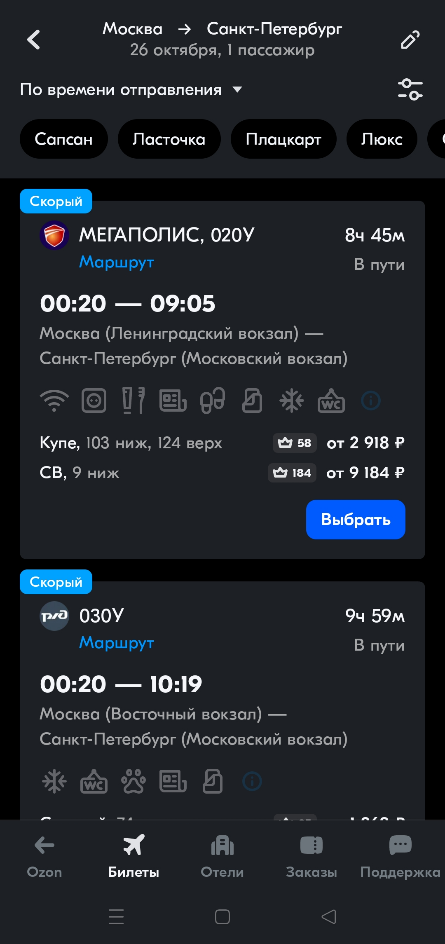 Москва → Санкт-Петербург
26 октября, 1 пассажир
По времени отправления
Сапсан Ласточка Плацкарт Люкс
Скорый
МЕГАПОЛИС, 020У 8ч 45м
Маршрут В пути
00:20 — 09:05
Москва (Ленинградский вокзал) —
Санкт-Петербург (Московский вокзал)
WC
Купе, 103 ниж, 124 верх 58 от 2 918 ₽
СВ, 9 ниж 184 от 9 184 ₽
Выбрать
Скорый
ржд 030У 9ч 59м
Маршрут В пути
00:20 — 10:19
Москва (Восточный вокзал) —
Санкт-Петербург (Московский вокзал)
WC
Ozon Билеты Отели Заказы Поддержка